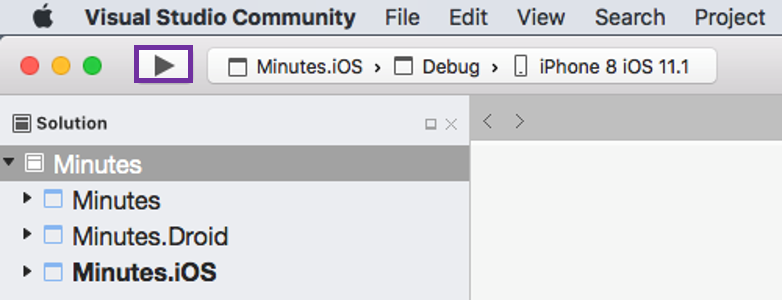 Visual Studio Community File Edit View Search Project
Minutes.iOS › Debug › iPhone 8 iOS 11.1
Solution
Minutes
Minutes
Minutes.Droid
Minutes.iOS